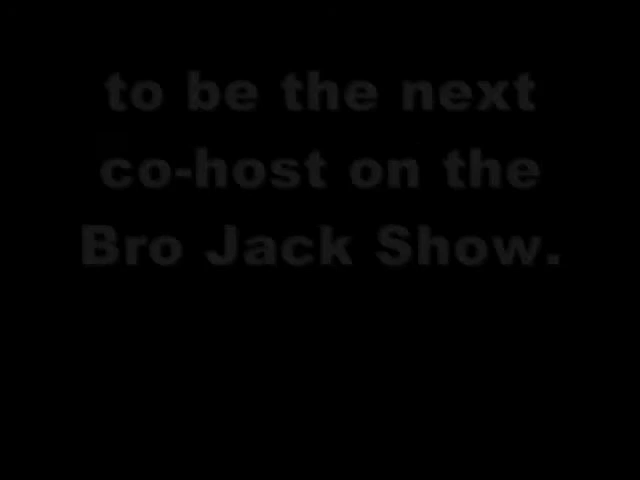 to be the next
co-host on the
Bro Jack Show.